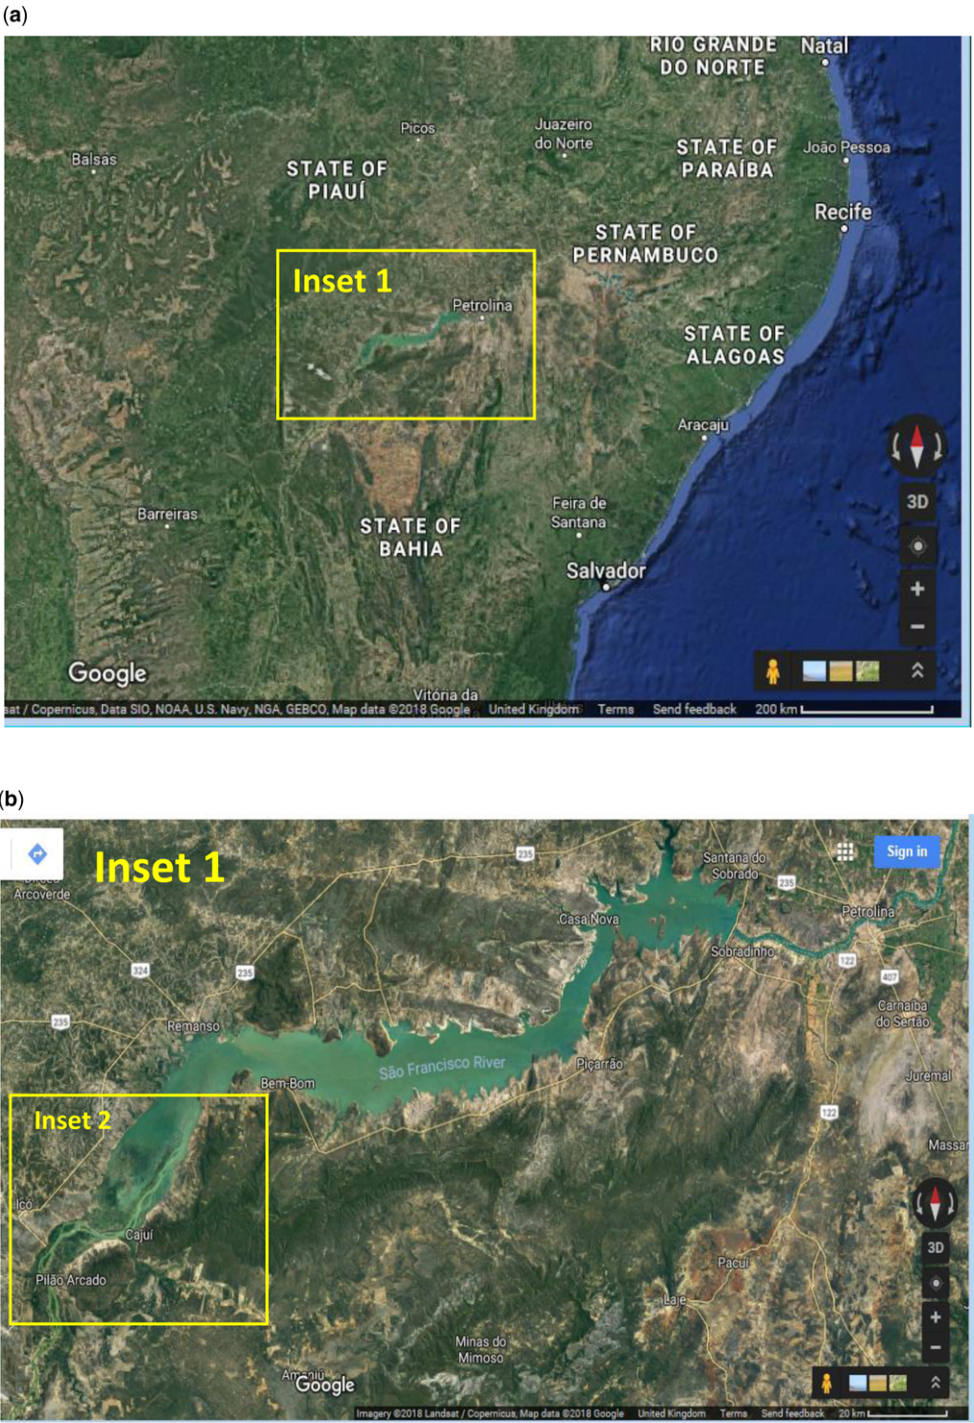 (a)
RIO GRANDE
DO NORTE
Natal
Picos
Juazeiro
do Norte
Balsas
STATE OF
PIAUÍ
STATE OF
PARAÍBA
João Pessoa
Recife
STATE OF
PERNAMBUCO
Inset 1
Petrolina
STATE OF
ALAGOAS
Aracaju
Barreiras
Feira de
Santana
3D
STATE OF
BAHIA
Salvador
Google
Vitória da
sat / Copernicus, Data SIO, NOAA, U.S. Navy, NGA, GEBCO, Map data ©2018 Google United Kingdom Terms Send feedback 200 km
(b)
Inset 1
235
Santana do
Sobrado
Sign in
Arcoverde
235
Casa Nova
Petrolina
324
235
Sobradinho
122
407
Carnaíba
do Sertão
235
Remanso
São Francisco River
Piçarrão
Bem-Bom
Juremal
Inset 2
122
Massar
Icó
Cajuí
3D
Pilão Arcado
Pacuí
Laje
Minas do
Mimoso
Google
Imagery ©2018 Landsat / Copernicus, Map data ©2018 Google United Kingdom Terms Send feedback 20 km